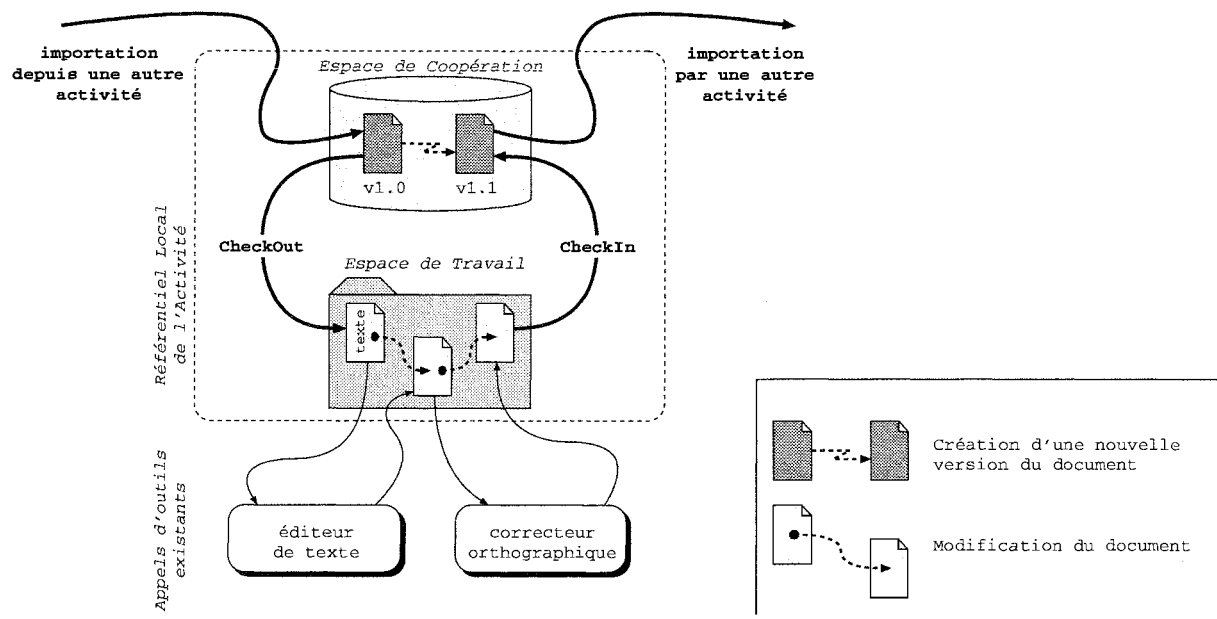 importation
depuis une autre
activité
importation
par une autre
activité
Espace de Coopération
v1.0
v1.1
Référentiel Local
de l'Activité
CheckOut
CheckIn
Espace de Travail
texte
Appels d'outils
existants
éditeur
de texte
correcteur
orthographique
Création d'une nouvelle
version du document
Modification du document